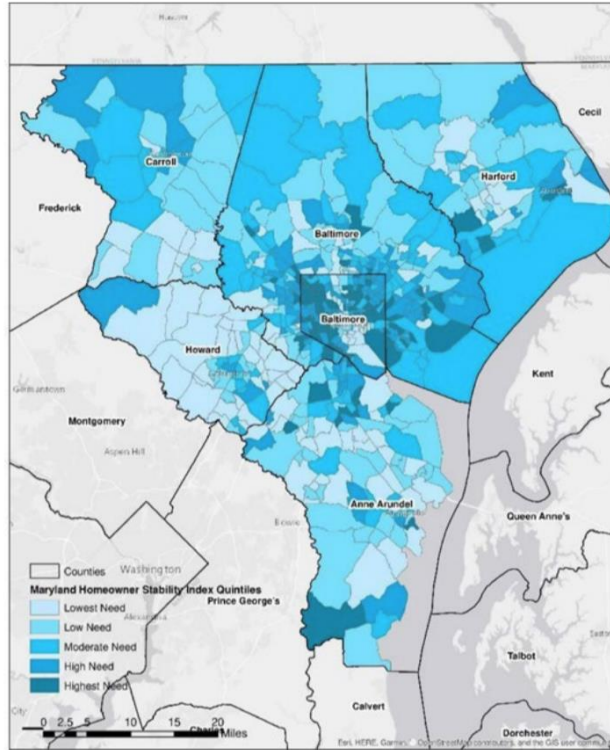 Cecil
Carroll
Harford
Frederick
Baltimore
Baltimore
Howard
Kent
Montgomery
Aspen Hill
Anne Arundel
Queen Anne's
Bowie
Counties
Washington
Maryland Homeowner Stability Index Quintiles
Prince George's
Lowest Need
Low Need
Moderate Need
High Need
Highest Need
Talbot
Calvert
City
0 2.5 5 10 15 20
Miles
Dorchester